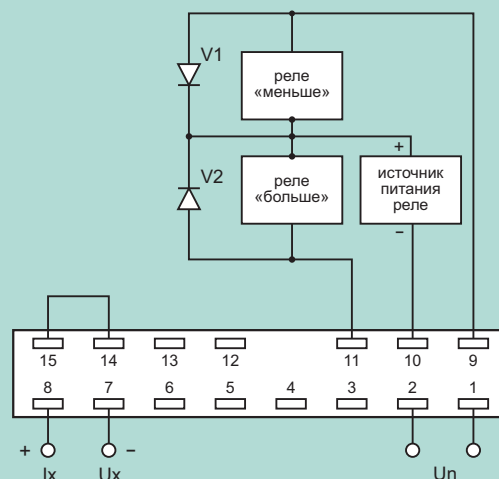 V1
реле
«меньше»
V2
реле
«больше»
+
источник
питания
реле
–
15 14 13 12 11 10 9
8 7 6 5 4 3 2 1
+ –
Ix Ux Un